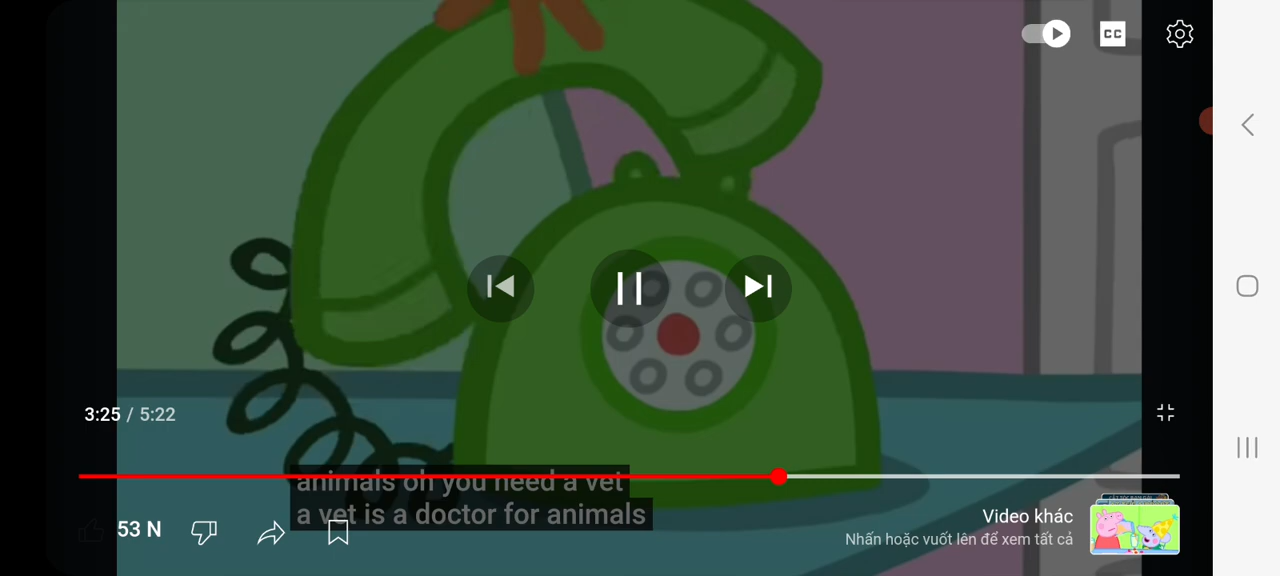 CC
3:25 / 5:22
animals oh you need a vet
a vet is a doctor for animals
53 N
Video khác
Nhấn hoặc vuốt lên để xem tất cả